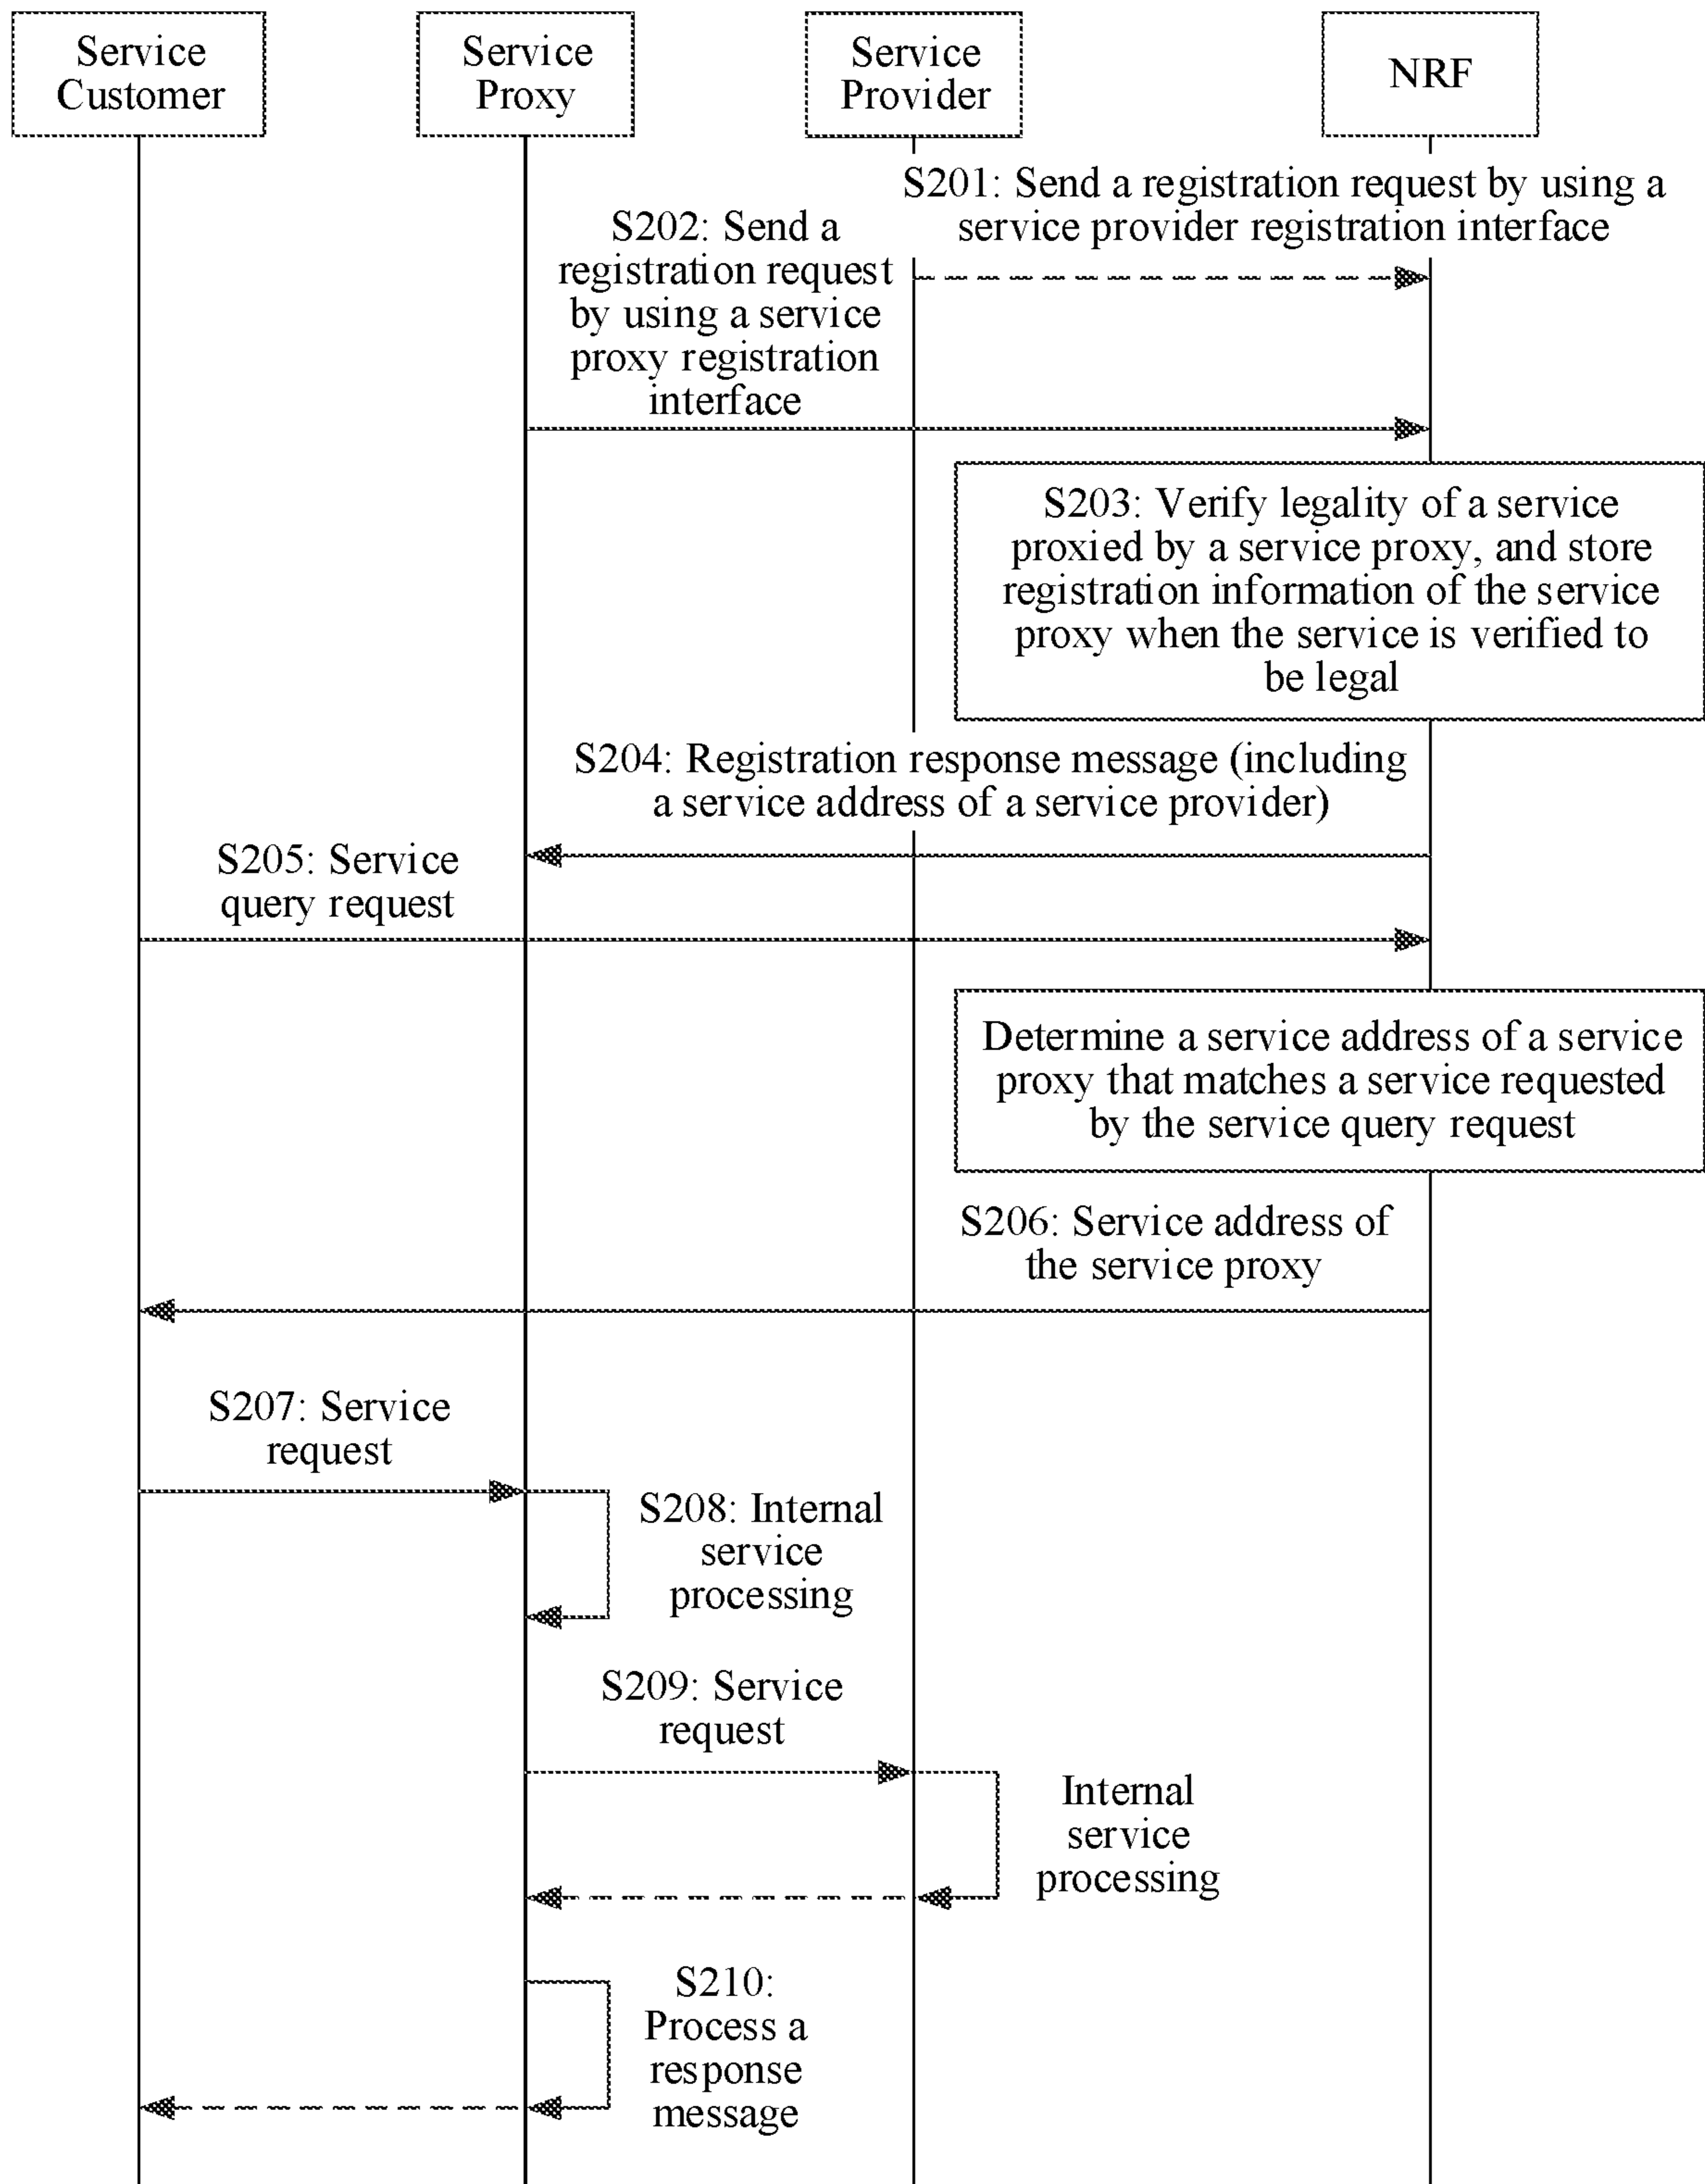 Service
Customer
Service
Proxy
Service
Provider
NRF
S201: Send a registration request by using a
service provider registration interface
S202: Send a
registration request
by using a service
proxy registration
interface
S203: Verify legality of a service
proxied by a service proxy, and store
registration information of the service
proxy when the service is verified to
be legal
S204: Registration response message (including
a service address of a service provider)
S205: Service
query request
Determine a service address of a service
proxy that matches a service requested
by the service query request
S206: Service address of
the service proxy
S207: Service
request
S208: Internal
service
processing
S209: Service
request
Internal
service
processing
S210:
Process a
response
message